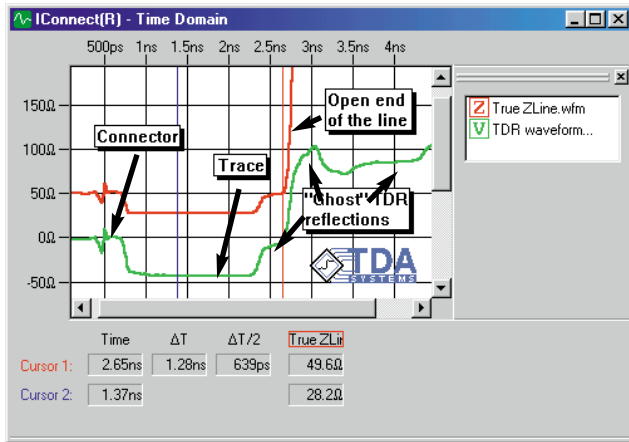 IConnect(R) - Time Domain
500ps 1ns 1.5ns 2ns 2.5ns 3ns 3.5ns 4ns
150Ω
100Ω
50Ω
0Ω
-50Ω
Connector
Trace
Open end
of the line
"Ghost" TDR
reflections
TDA
SYSTEMS
Z True ZLine.wfm
V TDR waveform...
Time ΔT ΔT/2 True ZLi
Cursor 1: 2.65ns 1.28ns 639ps 49.6Ω
Cursor 2: 1.37ns 28.2Ω